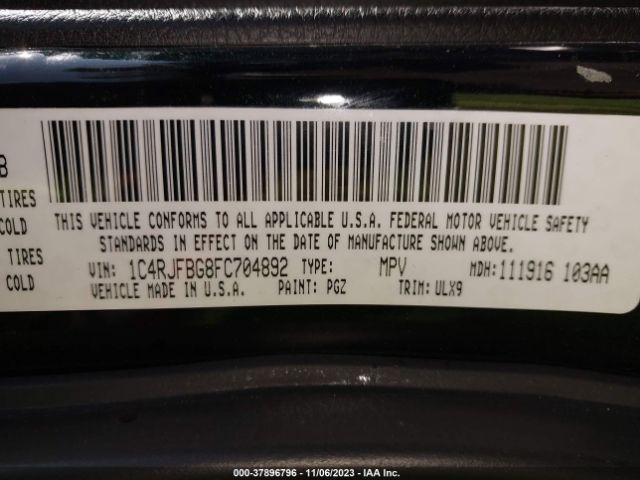 B
TIRES
COLD
TIRES
COLD
THIS VEHICLE CONFORMS TO ALL APPLICABLE U.S.A. FEDERAL MOTOR VEHICLE SAFETY
STANDARDS IN EFFECT ON THE DATE OF MANUFACTURE SHOWN ABOVE.
VIN: 1C4RJFBG8FC704892 TYPE: MPV MDH:111916 103AA
VEHICLE MADE IN U.S.A. PAINT: PGZ TRIM: ULX9
000-37896796 - 11/06/2023 - IAA Inc.